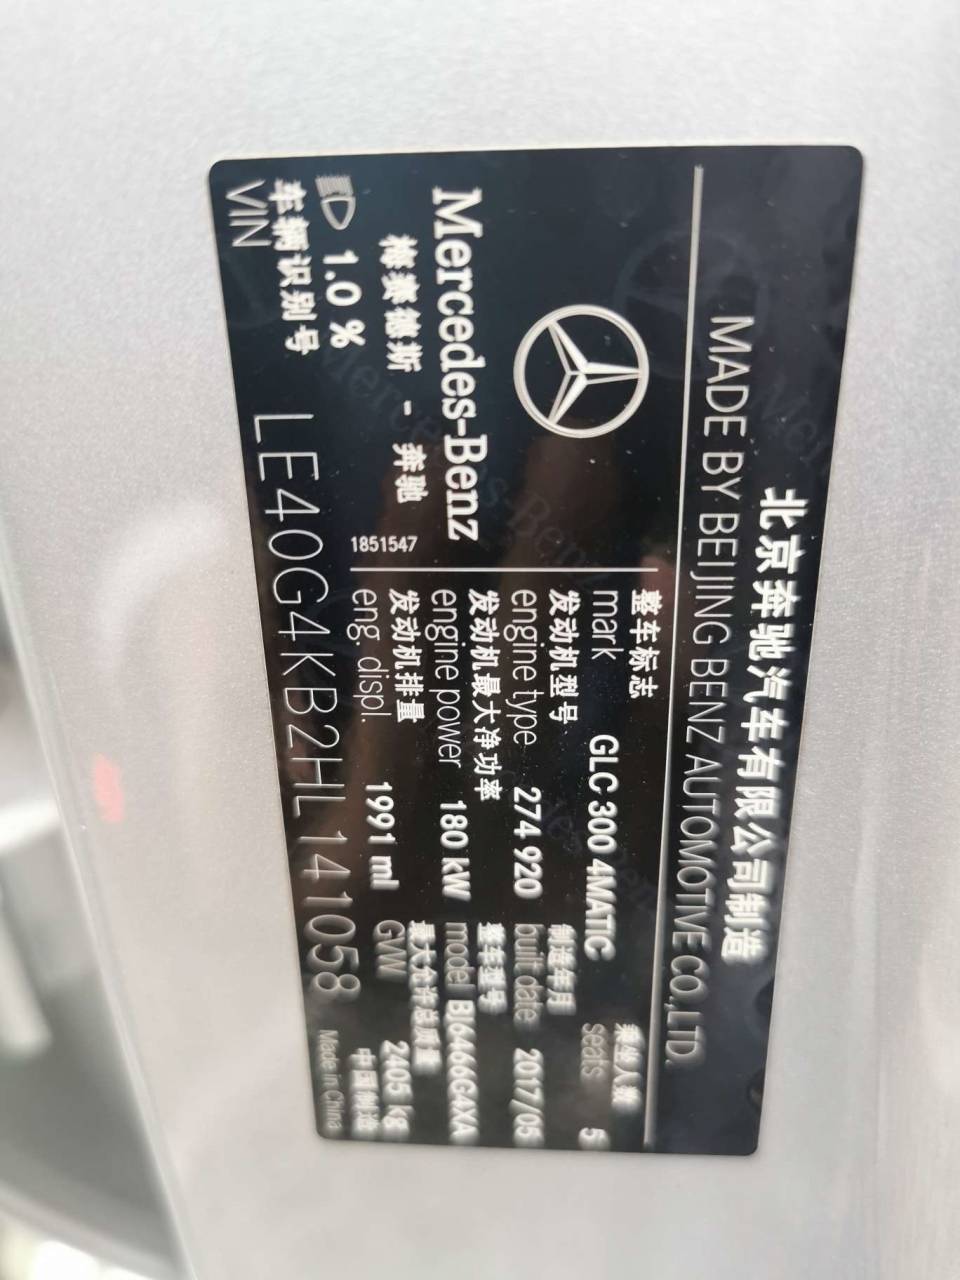 北京奔驰汽车有限公司制造
MADE BY BEIJING BENZ AUTOMOTIVE CO.,LTD.
Mercedes-Benz
梅赛德斯 - 奔驰
整车标志
mark GLC 300 4MATIC
乘坐人数
seats 5
发动机型号
engine type 274 920
制造年月
built date 2017/05
发动机最大净功率
engine power 180 kW
整车型号
model BJ6466G4XA
发动机排量
eng. displ. 1991 ml
最大允许总质量
GVW 2405 kg
1851547
1.0 %
车辆识别号
VIN LE40G4KB2HL141058
中国制造
Made in China